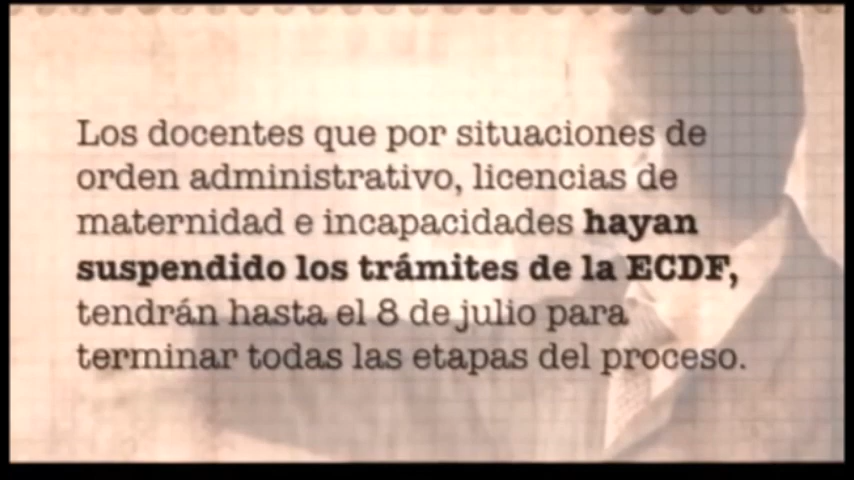 Los docentes que por situaciones de
orden administrativo, licencias de
maternidad e incapacidades hayan
suspendido los trámites de la ECDF,
tendrán hasta el 8 de julio para
terminar todas las etapas del proceso.